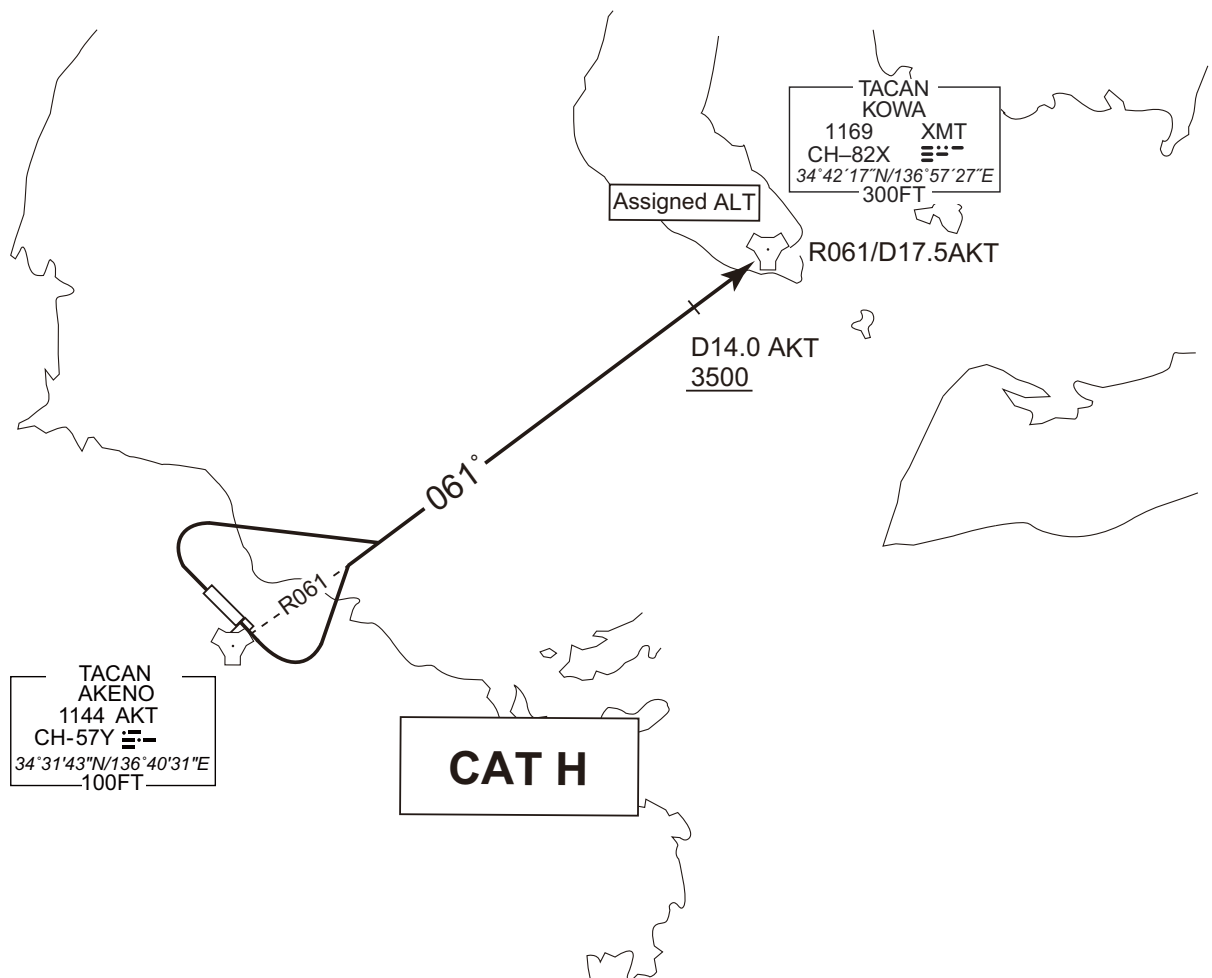 TACAN
KOWA
1169 XMT
CH–82X
34°42´17˝N/136°57´27˝E
300FT
Assigned ALT
R061/D17.5AKT
D14.0 AKT
3500
061°
R061
TACAN
AKENO
1144 AKT
CH-57Y
34°31'43"N/136°40'31"E
100FT
CAT H